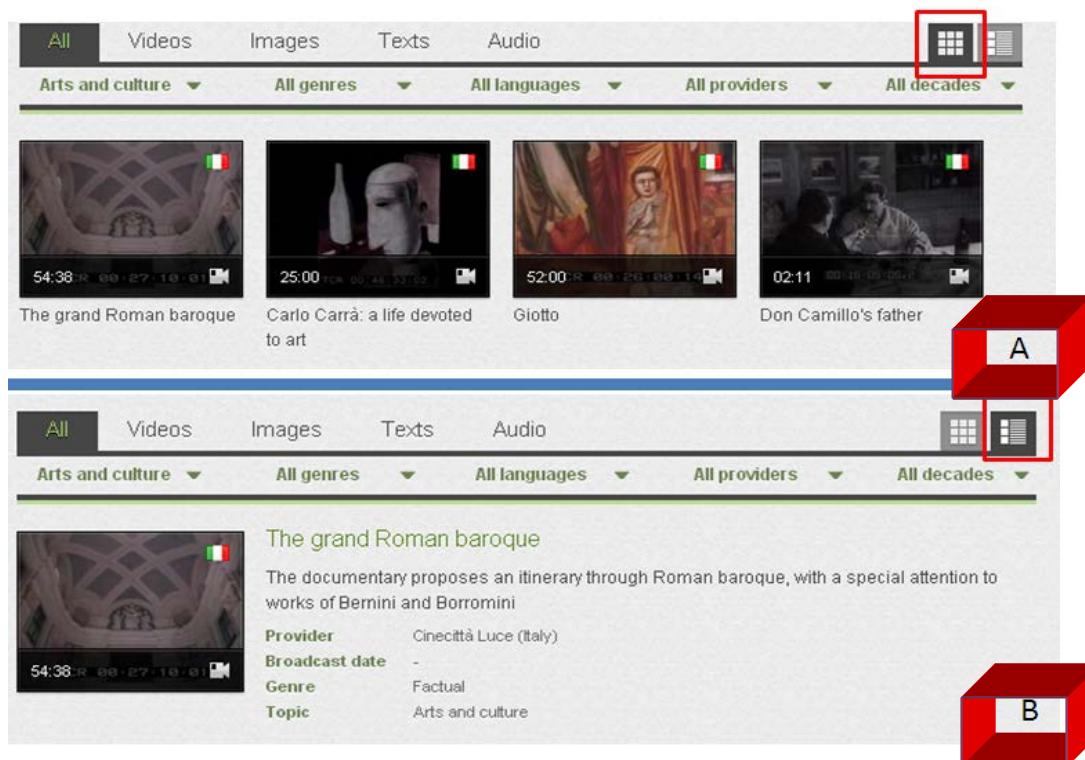 All Videos Images Texts Audio
Arts and culture All genres All languages All providers All decades
54:38 25:00 52:00 02:11
The grand Roman baroque Carlo Carrà: a life devoted Giotto Don Camillo's father
to art
A
All Videos Images Texts Audio
Arts and culture All genres All languages All providers All decades
The grand Roman baroque
The documentary proposes an itinerary through Roman baroque, with a special attention to
works of Bernini and Borromini
Provider Cinecittà Luce (Italy)
Broadcast date -
54:38
Genre Factual
Topic Arts and culture
B